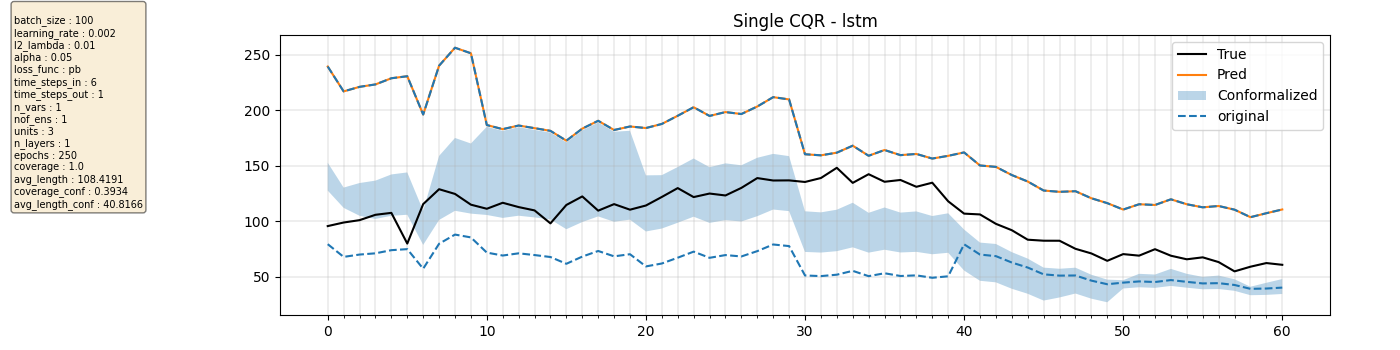 batch_size : 100
learning_rate : 0.002
l2_lambda : 0.01
alpha : 0.05
loss_func : pb
time_steps_in : 6
time_steps_out : 1
n_vars : 1
nof_ens : 1
units : 3
n_layers : 1
epochs : 250
coverage : 1.0
avg_length : 108.4191
coverage_conf : 0.3934
avg_length_conf : 40.8166
Single CQR - lstm
True
Pred
Conformalized
original
250
200
150
100
50
0 10 20 30 40 50 60